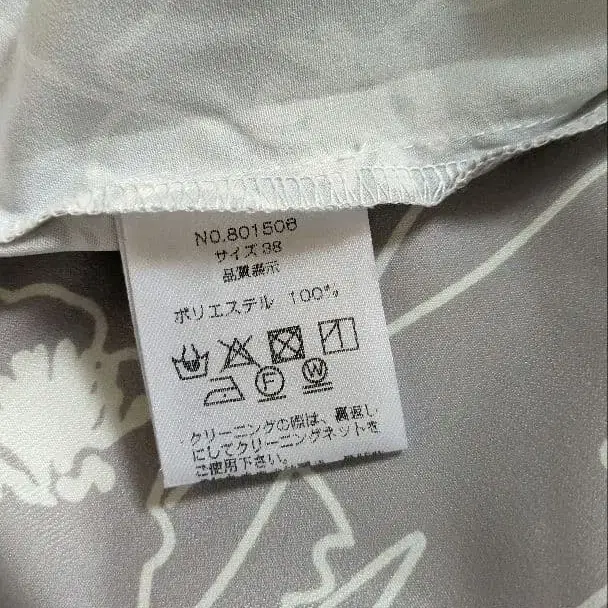 NO.801508
サイズ38
品質表示
ポリエステル 100%
F
W
クリーニングの際は、裏返し
にしてクリーニングネットを
ご使用下さい。